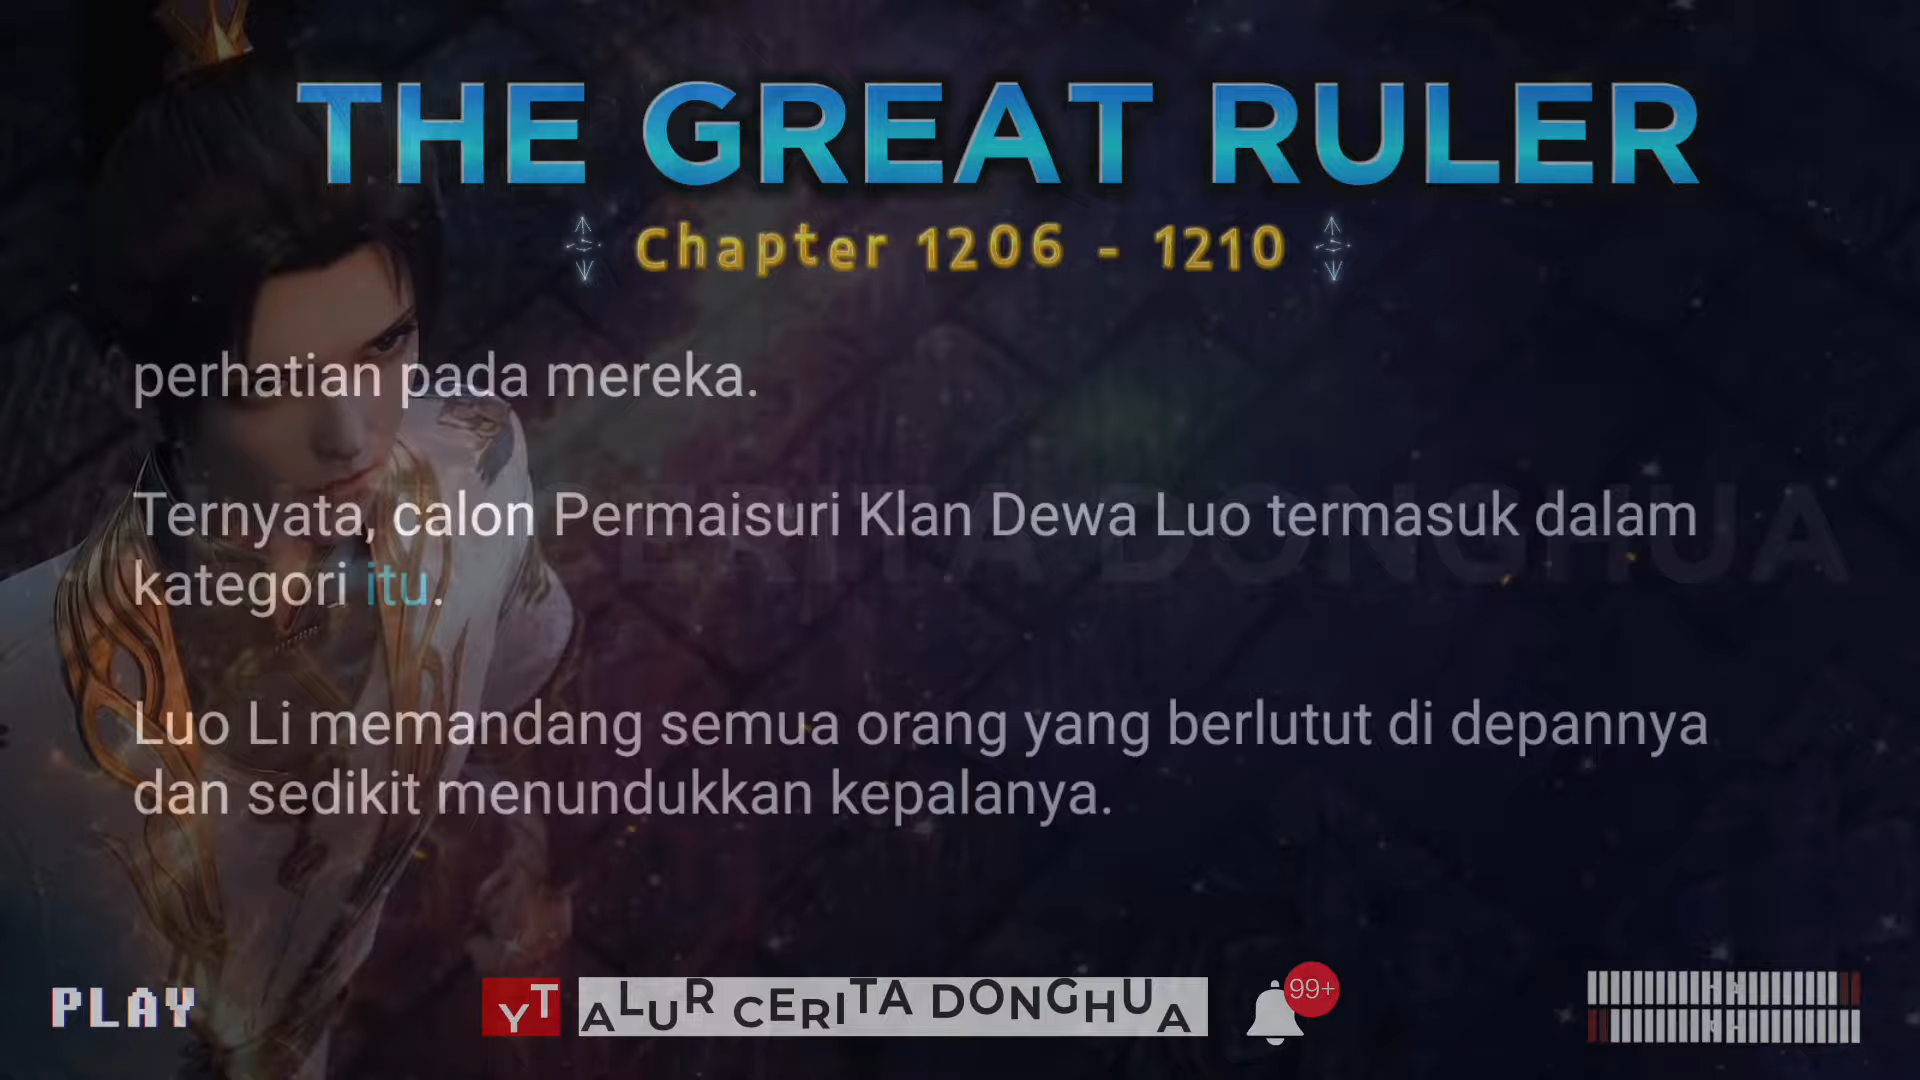 THE GREAT RULER
Chapter 1206 - 1210
perhatian pada mereka.
Ternyata, calon Permaisuri Klan Dewa Luo termasuk dalam
kategori itu.
Luo Li memandang semua orang yang berlutut di depannya
dan sedikit menundukkan kepalanya.
CERITA DONGHUA
PLAY
YT ALUR CERITA DONGHUA
99+